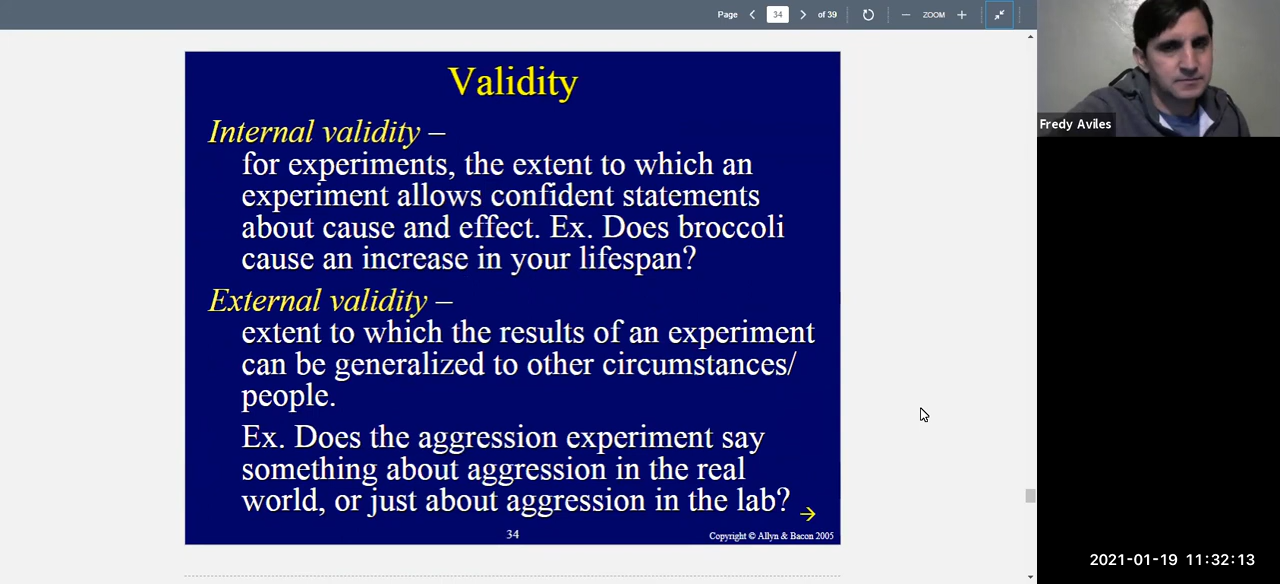 Page 34 of 39 ZOOM
Validity
Internal validity –
for experiments, the extent to which an
experiment allows confident statements
about cause and effect. Ex. Does broccoli
cause an increase in your lifespan?
External validity –
extent to which the results of an experiment
can be generalized to other circumstances/
people.
Ex. Does the aggression experiment say
something about aggression in the real
world, or just about aggression in the lab?
34
Copyright © Allyn & Bacon 2005
Fredy Aviles
2021-01-19 11:32:13